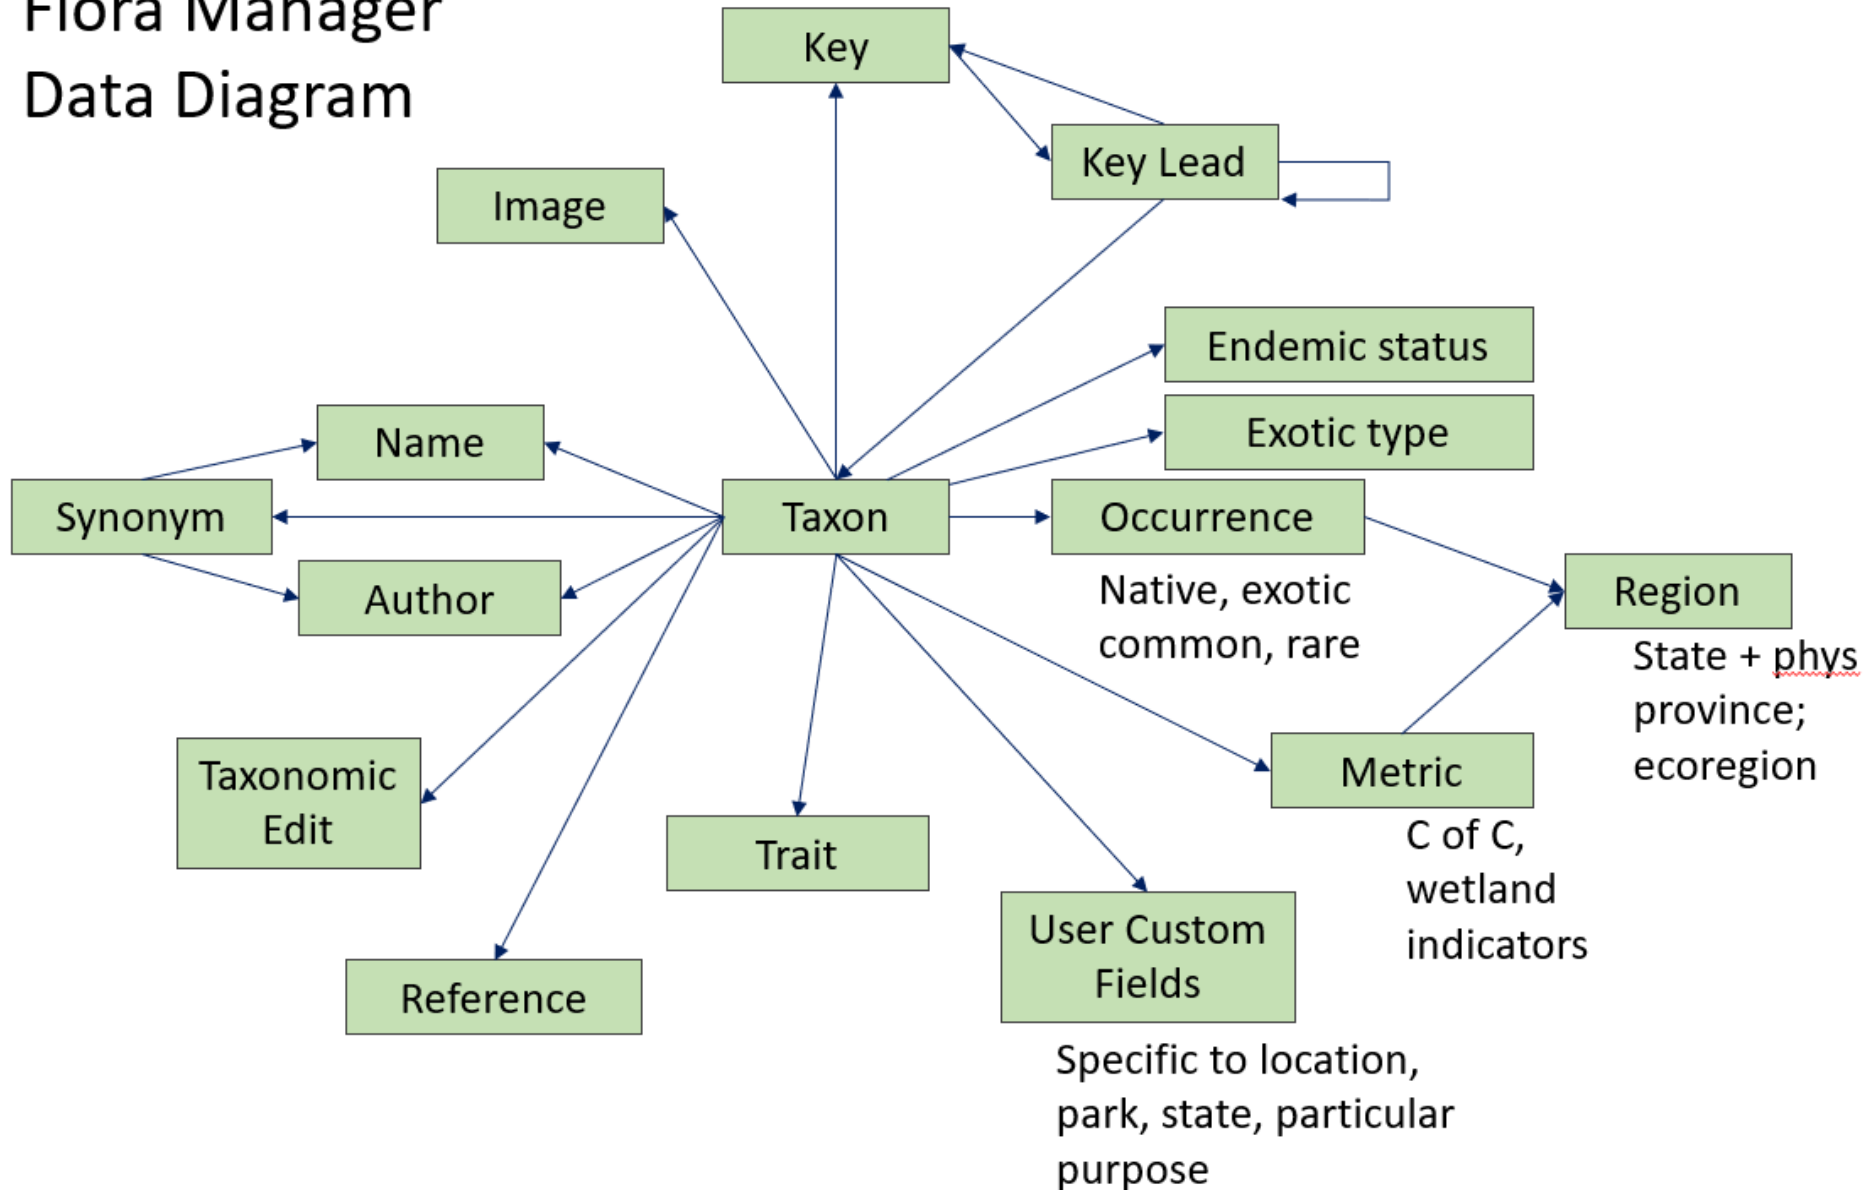 Flora Manager
Data Diagram
Key
Key Lead
Image
Endemic status
Exotic type
Name
Synonym
Taxon
Occurrence
Author
Native, exotic
common, rare
Region
State + phys
province;
ecoregion
Taxonomic
Edit
Metric
C of C,
wetland
indicators
Trait
User Custom
Fields
Reference
Specific to location,
park, state, particular
purpose